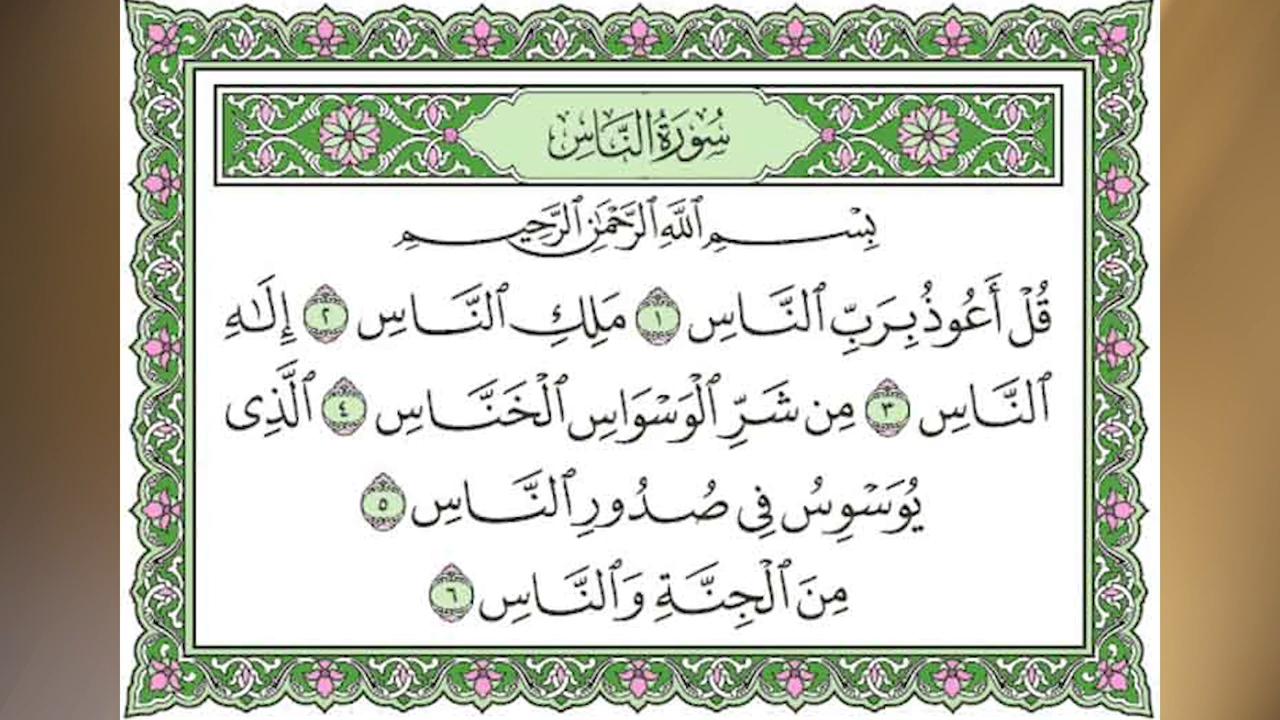 سُورَةُ النَّاسِ
بِسْمِ ٱللَّهِ ٱلرَّحْمَٰنِ ٱلرَّحِيمِ
قُلْ أَعُوذُ بِرَبِّ ٱلنَّاسِ ١ مَلِكِ ٱلنَّاسِ ٢ إِلَٰهِ
ٱلنَّاسِ ٣ مِن شَرِّ ٱلْوَسْوَاسِ ٱلْخَنَّاسِ ٤ ٱلَّذِى
يُوَسْوِسُ فِى صُدُورِ ٱلنَّاسِ ٥
مِنَ ٱلْجِنَّةِ وَٱلنَّاسِ ٦